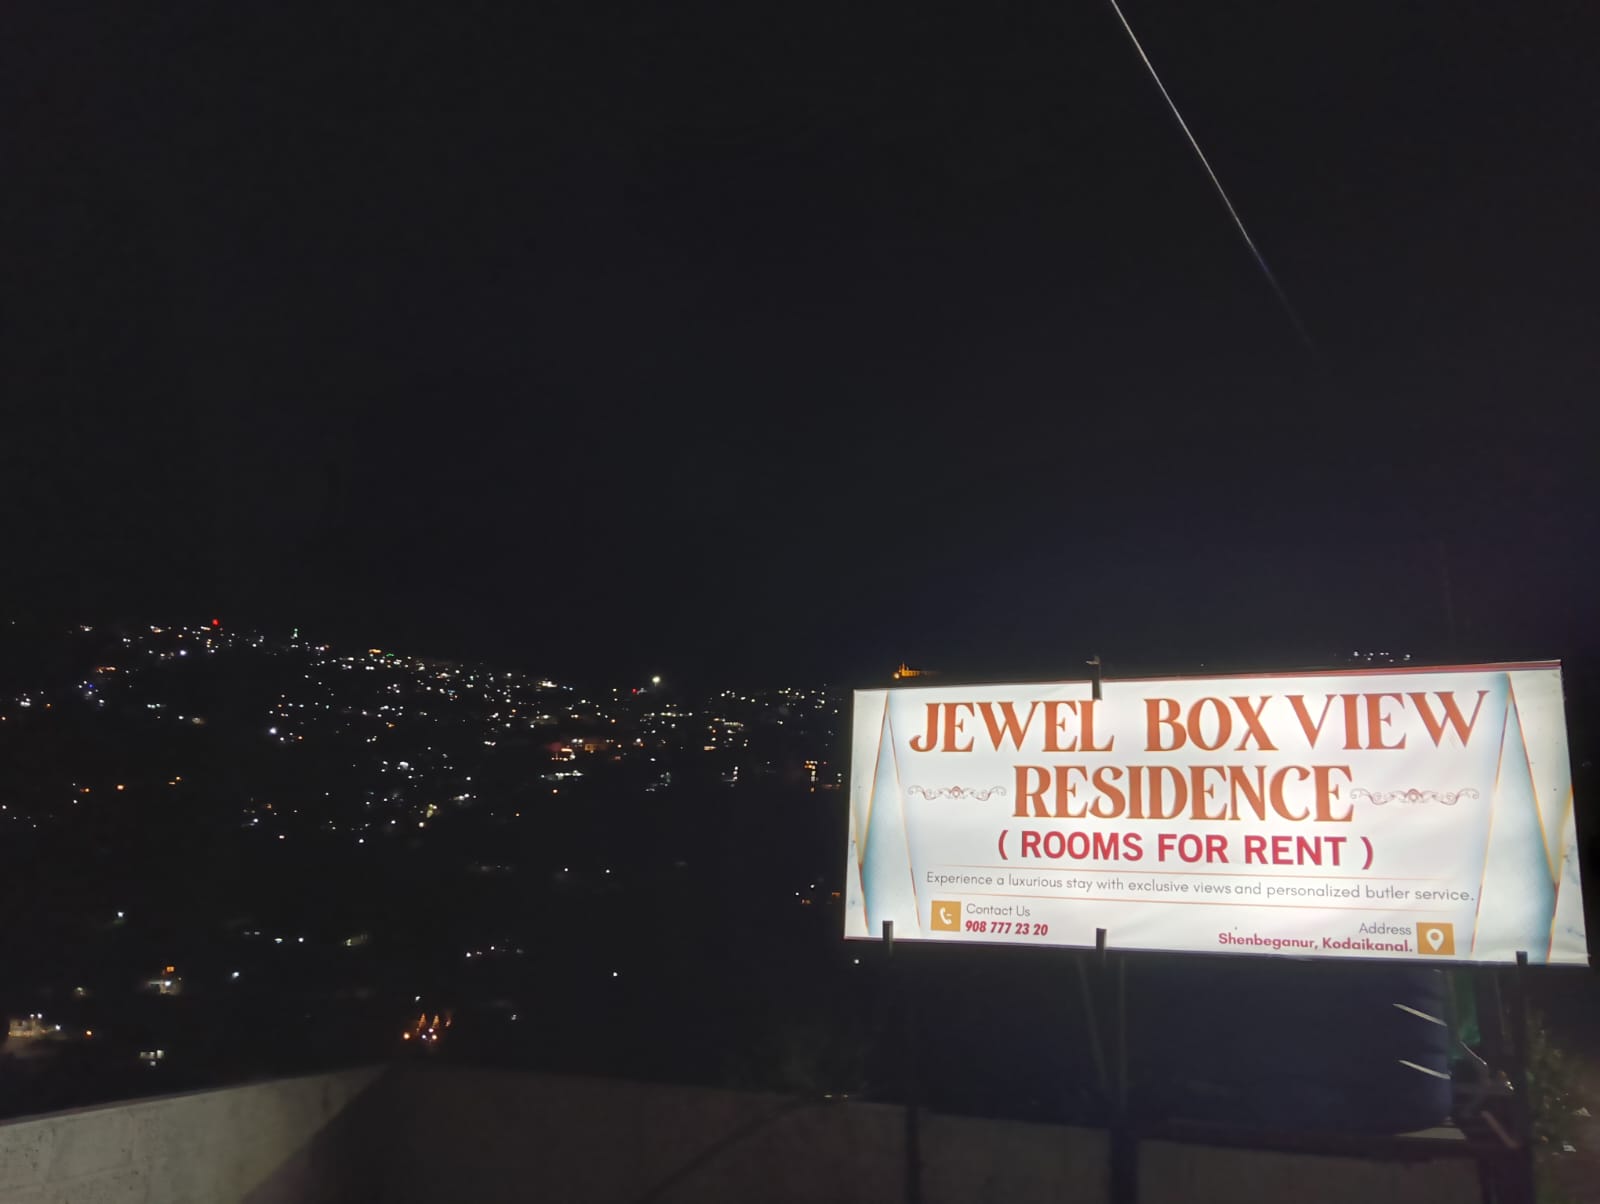 JEWEL BOX VIEW
RESIDENCE
( ROOMS FOR RENT )
Experience a luxurious stay with exclusive views and personalized butler service.
Contact Us
908 777 23 20
Address
Shenbeganur, Kodaikanal.